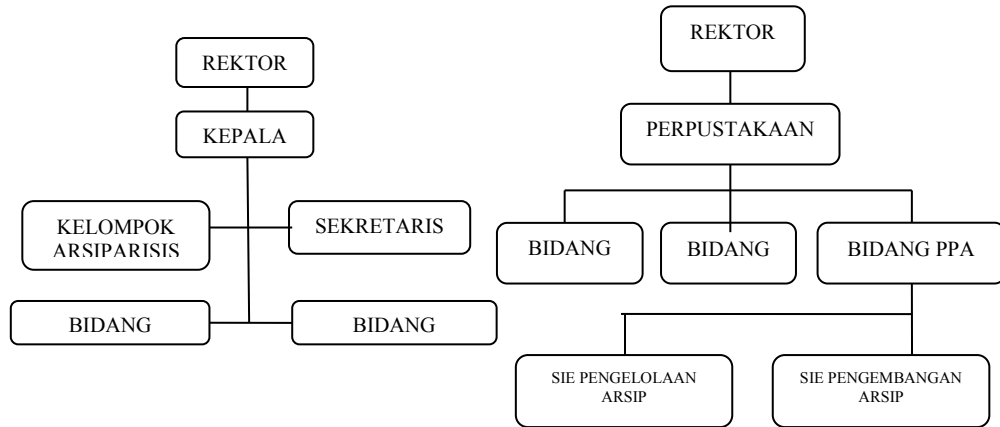 REKTOR
KEPALA
KELOMPOK
ARSIPARISIS
SEKRETARIS
BIDANG
BIDANG
REKTOR
PERPUSTAKAAN
BIDANG
BIDANG
BIDANG PPA
SIE PENGELOLAAN
ARSIP
SIE PENGEMBANGAN
ARSIP